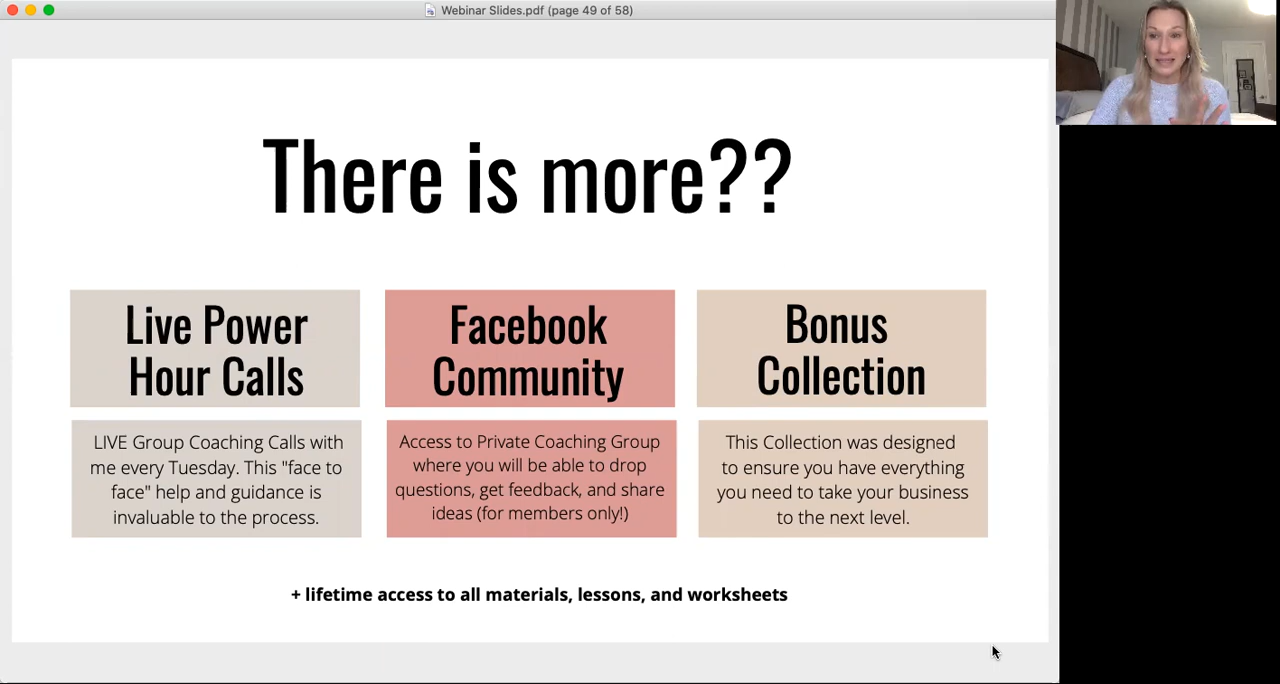 Webinar Slides.pdf (page 49 of 58)
There is more??
Live Power
Hour Calls
LIVE Group Coaching Calls with
me every Tuesday. This "face to
face" help and guidance is
invaluable to the process.
Facebook
Community
Access to Private Coaching Group
where you will be able to drop
questions, get feedback, and share
ideas (for members only!)
Bonus
Collection
This Collection was designed
to ensure you have everything
you need to take your business
to the next level.
+ lifetime access to all materials, lessons, and worksheets